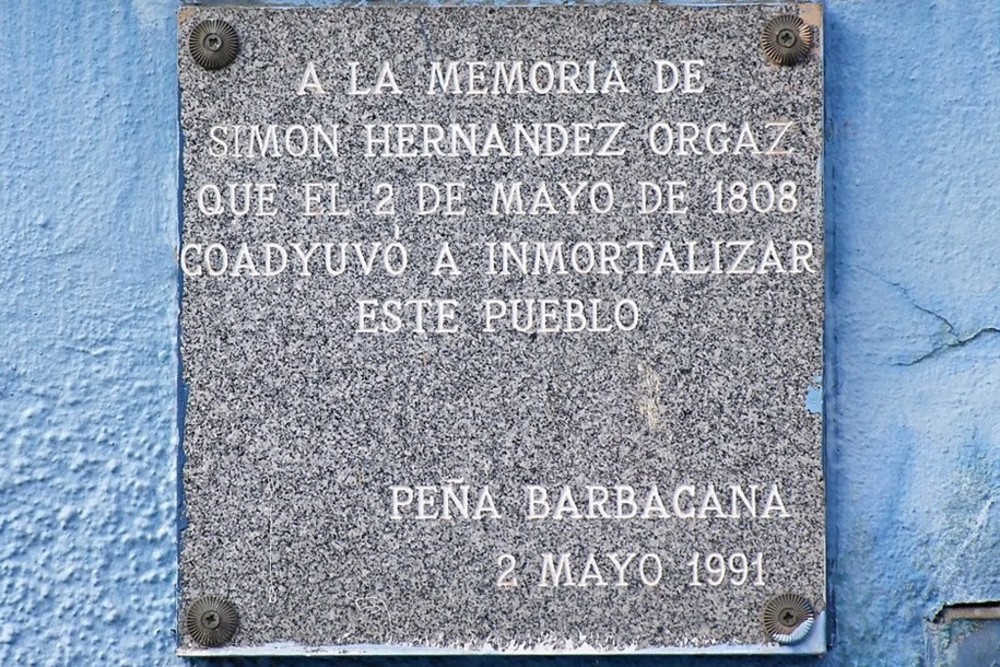 A LA MEMORIA DE
SIMON HERNANDEZ ORGAZ
QUE EL 2 DE MAYO DE 1808
COADYUVÓ A INMORTALIZAR
ESTE PUEBLO
PEÑA BARBACANA
2 MAYO 1991